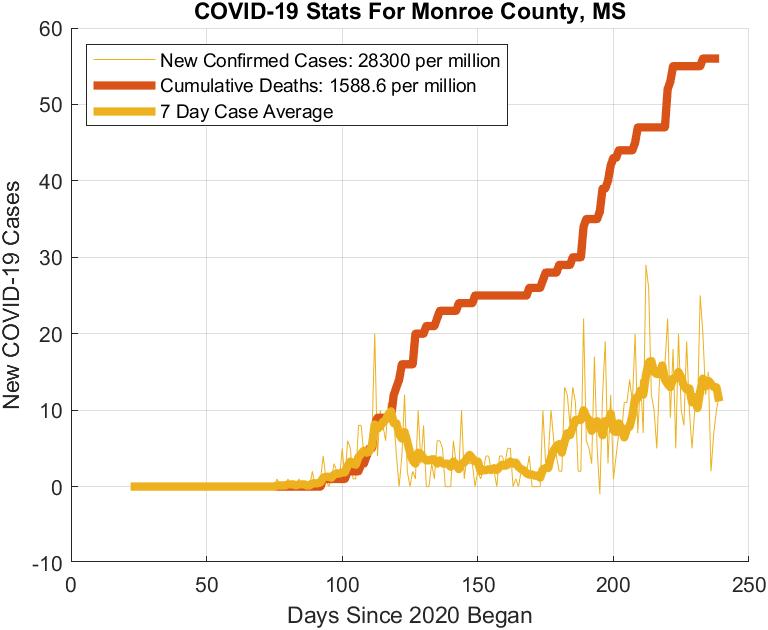 COVID-19 Stats For Monroe County, MS
60
New Confirmed Cases: 28300 per million
Cumulative Deaths: 1588.6 per million
7 Day Case Average
50
40
30
20
10
0
-10
New COVID-19 Cases
0 50 100 150 200 250
Days Since 2020 Began